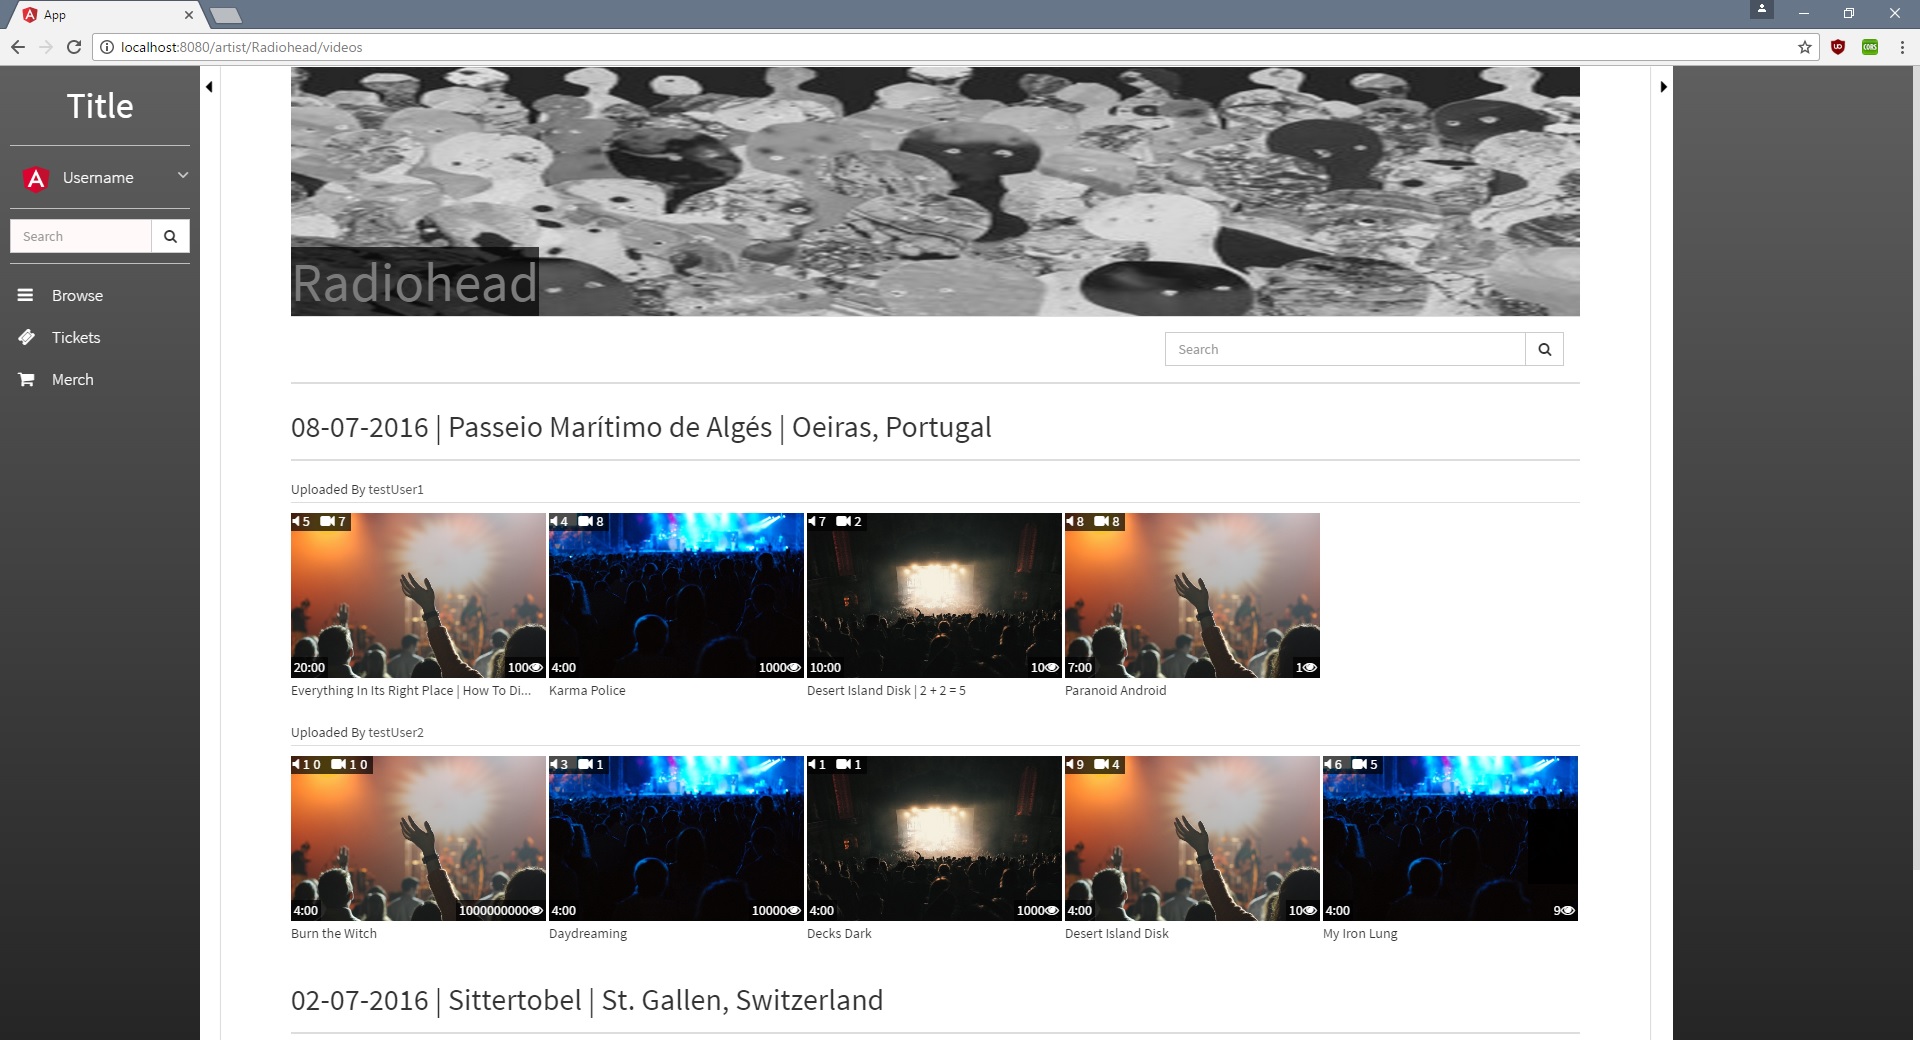 App
localhost:8080/artist/Radiohead/videos
UD
CORS
Title
Username
Search
Browse
Tickets
Merch
Radiohead
Search
08-07-2016 | Passeio Marítimo de Algés | Oeiras, Portugal
Uploaded By testUser1
5 7
4 8
7 2
8 8
20:00 100
4:00 1000
10:00 10
7:00 1
Everything In Its Right Place | How To Di...
Karma Police
Desert Island Disk | 2 + 2 = 5
Paranoid Android
Uploaded By testUser2
10 10
3 1
1 1
9 4
6 5
4:00 1000000000
4:00 10000
4:00 1000
4:00 10
4:00 9
Burn the Witch
Daydreaming
Decks Dark
Desert Island Disk
My Iron Lung
02-07-2016 | Sittertobel | St. Gallen, Switzerland